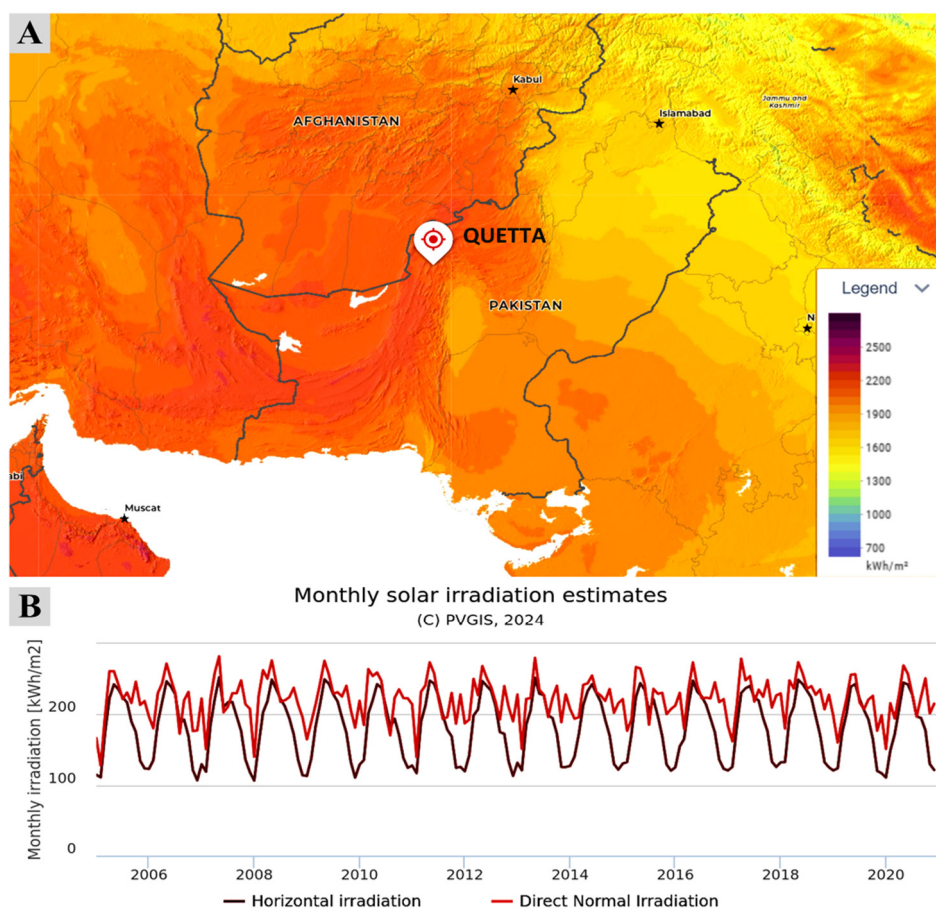 A
Kabul
AFGHANISTAN
Islamabad
Jammu and
Kashmir
QUETTA
PAKISTAN
Legend
N
2500
2200
1900
1600
1300
1000
700
kWh/m²
abi
Muscat
B
Monthly solar irradiation estimates
(C) PVGIS, 2024
Monthly irradiation [kWh/m2]
200
100
0
2006
2008
2010
2012
2014
2016
2018
2020
Horizontal irradiation
Direct Normal Irradiation